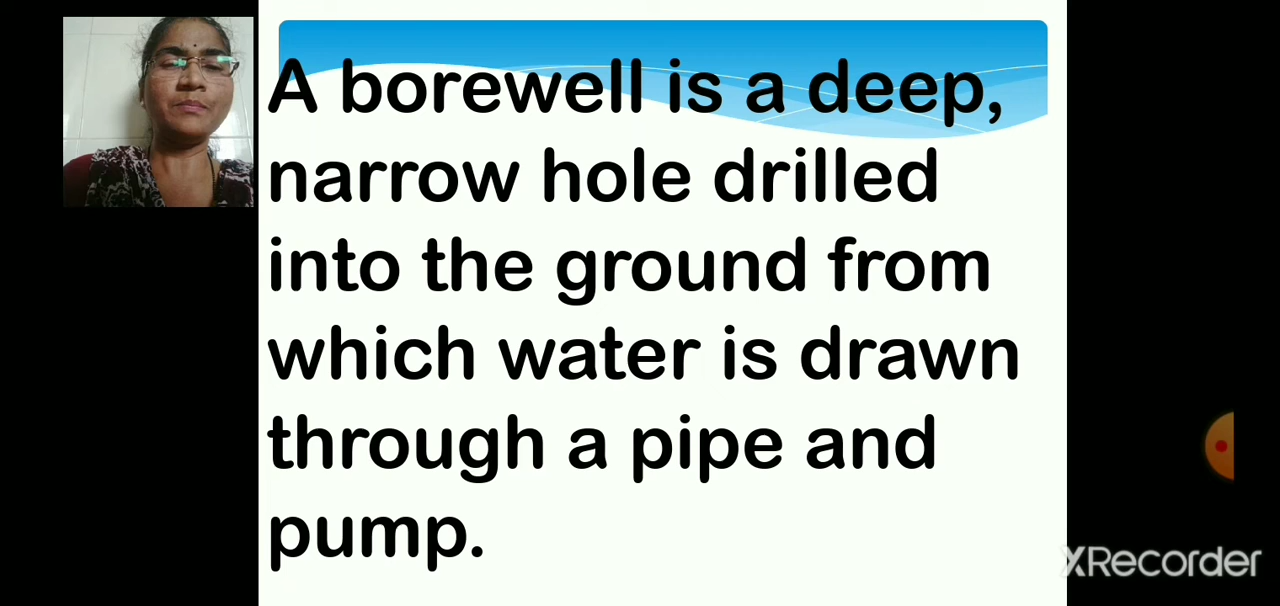 A borewell is a deep,
narrow hole drilled
into the ground from
which water is drawn
through a pipe and
pump.
XRecorder